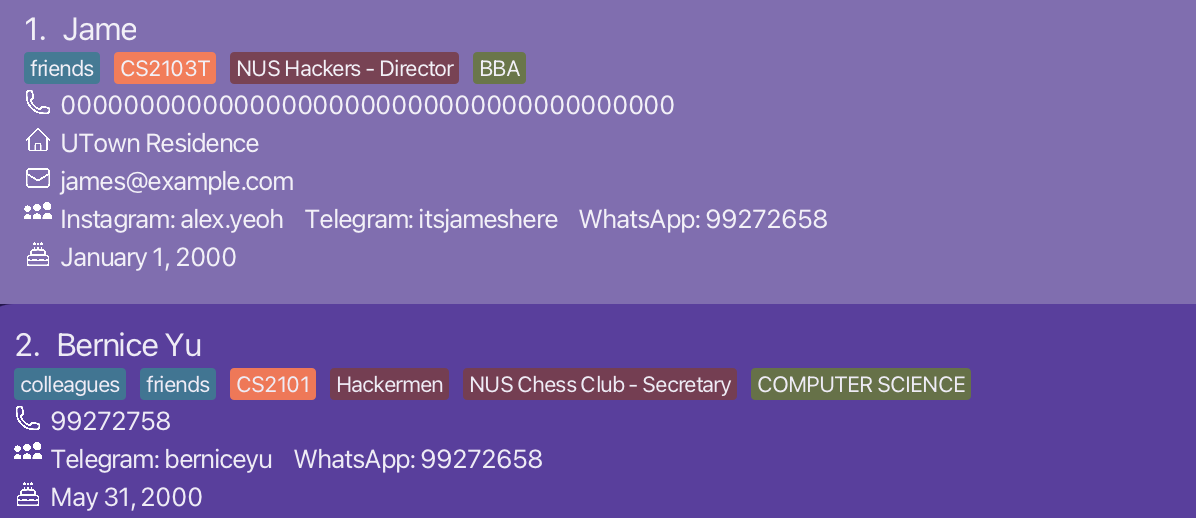 1. Jame
friends CS2103T NUS Hackers - Director BBA
000000000000000000000000000000000000000
UTown Residence
james@example.com
Instagram: alex.yeoh Telegram: itsjameshere WhatsApp: 99272658
January 1, 2000
2. Bernice Yu
colleagues friends CS2101 Hackermen NUS Chess Club - Secretary COMPUTER SCIENCE
99272758
Telegram: berniceyu WhatsApp: 99272658
May 31, 2000